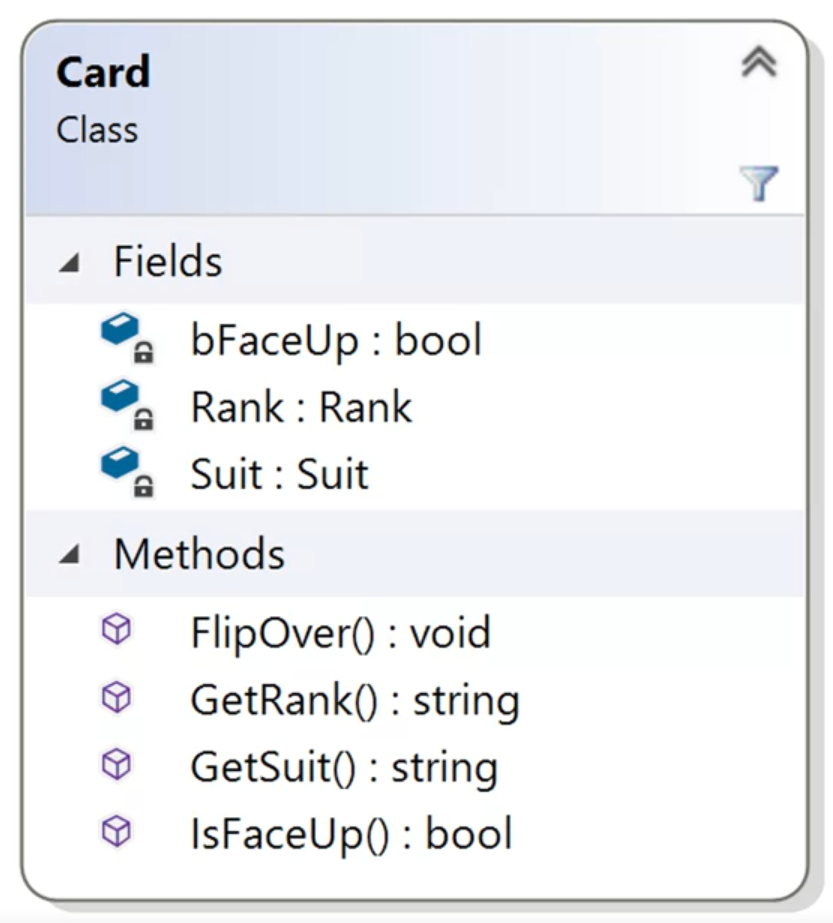 Card
Class
Fields
bFaceUp : bool
Rank : Rank
Suit : Suit
Methods
FlipOver() : void
GetRank() : string
GetSuit() : string
IsFaceUp() : bool